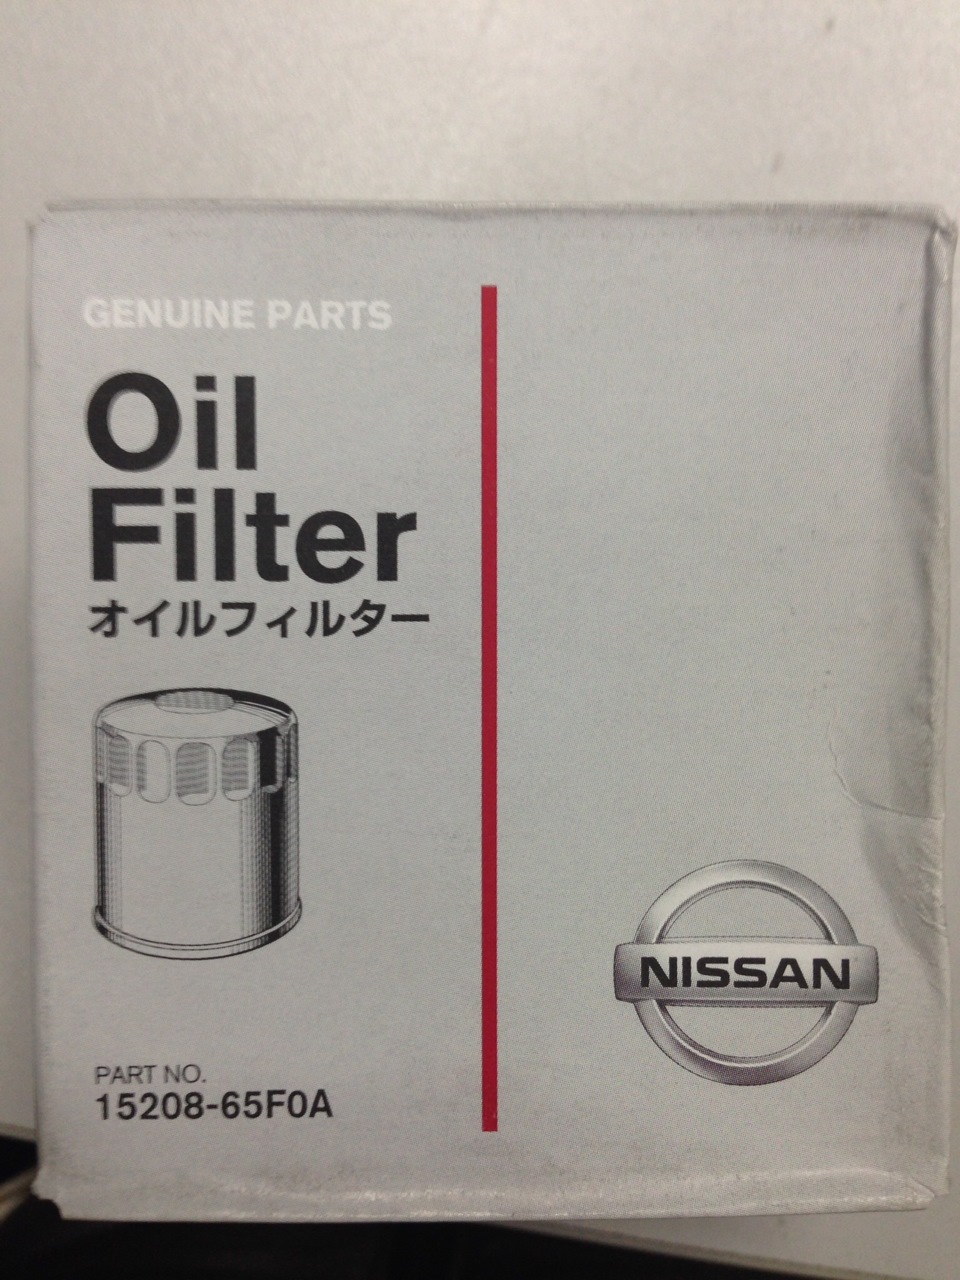 GENUINE PARTS
Oil
Filter
オイルフィルター
NISSAN
PART NO.
15208-65F0A